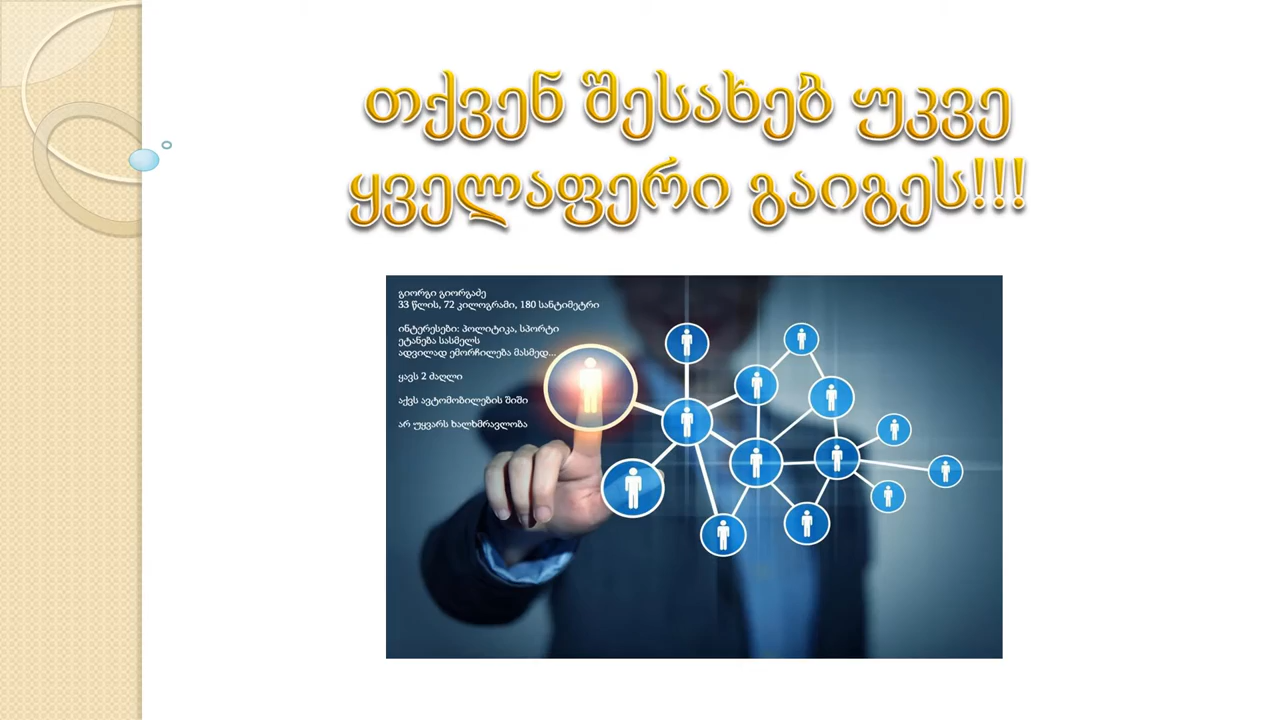 თქვენ შესახებ უკვე
ყველაფერი გაიგეს!!!
გიორგი გიორგაძე
33 წლის, 72 კილოგრამი, 180 სანტიმეტრი
ინტერესები: პოლიტიკა, სპორტი
ეტანება სასმელს
ადვილად ემორჩილება მასმედ...
ყავს 2 ძაღლი
აქვს ავტომობილების შიში
არ უყვარს ხალხმრავლობა